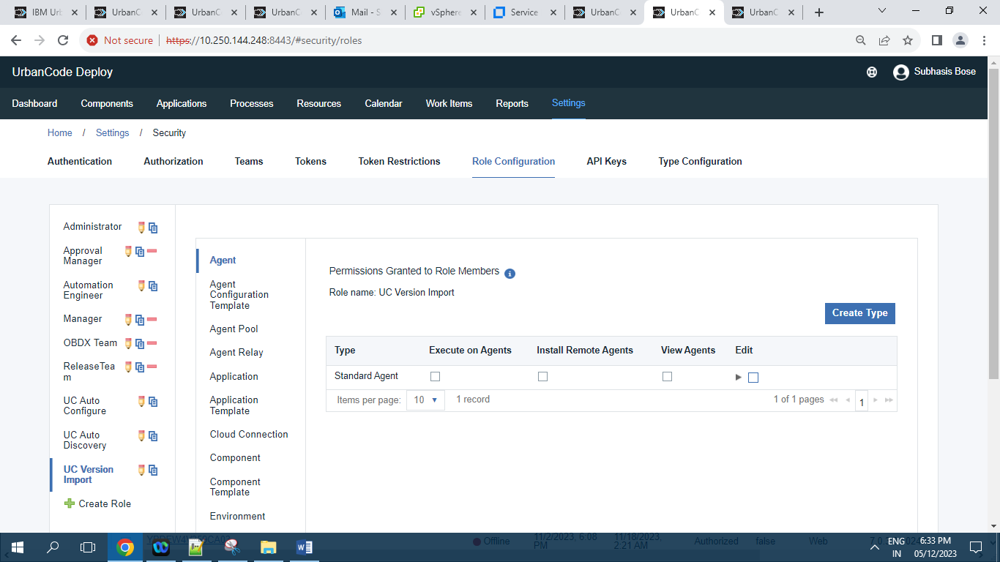 IBM Urb
UrbanC
UrbanC
UrbanC
Mail - S
vSphere
Service
UrbanC
UrbanC
UrbanC
Not secure
https://10.250.144.248:8443/#security/roles
UrbanCode Deploy
Subhasis Bose
Dashboard Components Applications Processes Resources Calendar Work Items Reports Settings
Home / Settings / Security
Authentication Authorization Teams Tokens Token Restrictions Role Configuration API Keys Type Configuration
Administrator
Approval
Manager
Automation
Engineer
Manager
OBDX Team
ReleaseTea
m
UC Auto
Configure
UC Auto
Discovery
UC Version
Import
Create Role
Agent
Agent
Configuration
Template
Agent Pool
Agent Relay
Application
Application
Template
Cloud Connection
Component
Component
Template
Environment
Permissions Granted to Role Members
Role name: UC Version Import
Create Type
Type Execute on Agents Install Remote Agents View Agents Edit
Standard Agent
Items per page: 10 1 record 1 of 1 pages 1
Offline
11/2/2023, 6:08
PM
11/18/2023,
2:21 AM
Authorized false Web
ENG
IN
6:33 PM
05/12/2023